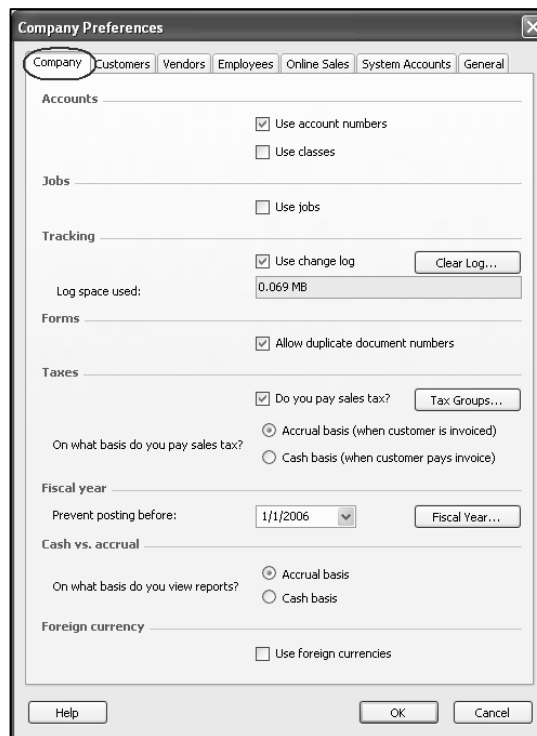 Company Preferences
Company Customers Vendors Employees Online Sales System Accounts General
Accounts
Use account numbers
Use classes
Jobs
Use jobs
Tracking
Use change log Clear Log...
Log space used: 0.069 MB
Forms
Allow duplicate document numbers
Taxes
Do you pay sales tax? Tax Groups...
On what basis do you pay sales tax? Accrual basis (when customer is invoiced)
Cash basis (when customer pays invoice)
Fiscal year
Prevent posting before: 1/1/2006 Fiscal Year...
Cash vs. accrual
On what basis do you view reports? Accrual basis
Cash basis
Foreign currency
Use foreign currencies
Help OK Cancel